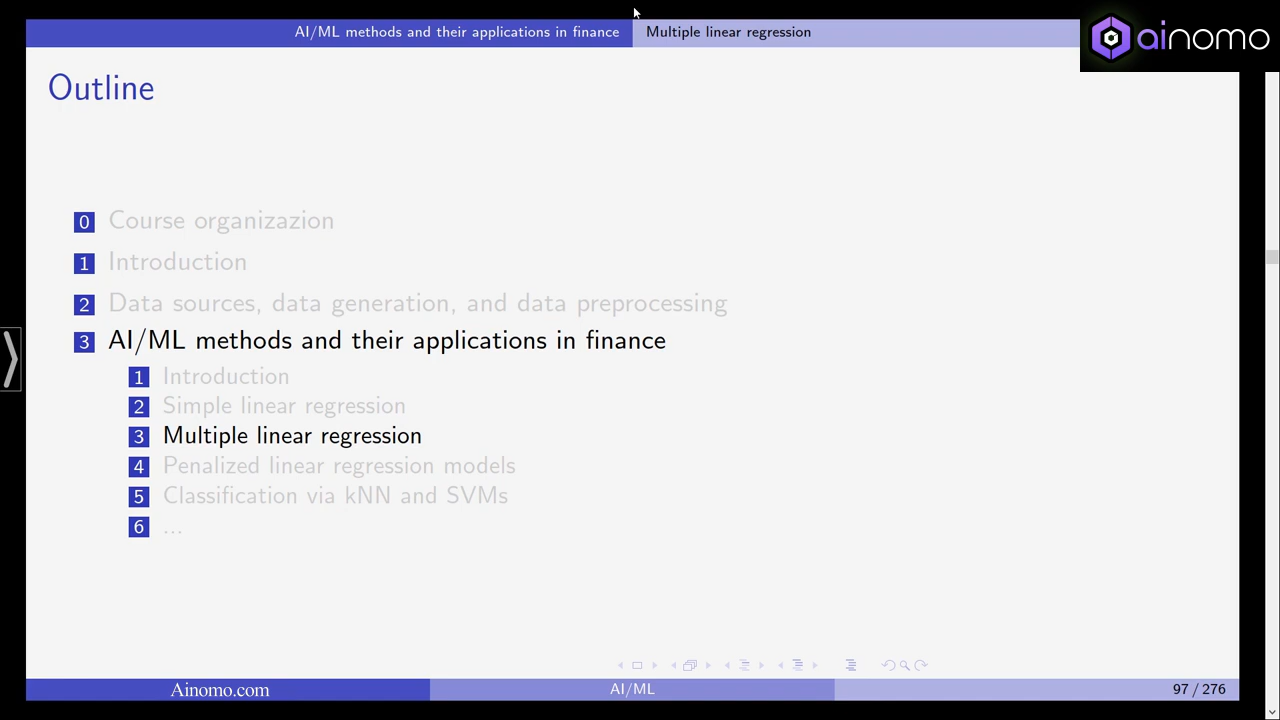 AI/ML methods and their applications in finance
Multiple linear regression
ainomo
Outline
0 Course organizazion
1 Introduction
2 Data sources, data generation, and data preprocessing
3 AI/ML methods and their applications in finance
1 Introduction
2 Simple linear regression
3 Multiple linear regression
4 Penalized linear regression models
5 Classification via kNN and SVMs
6 ...
Ainomo.com
AI/ML
97 / 276